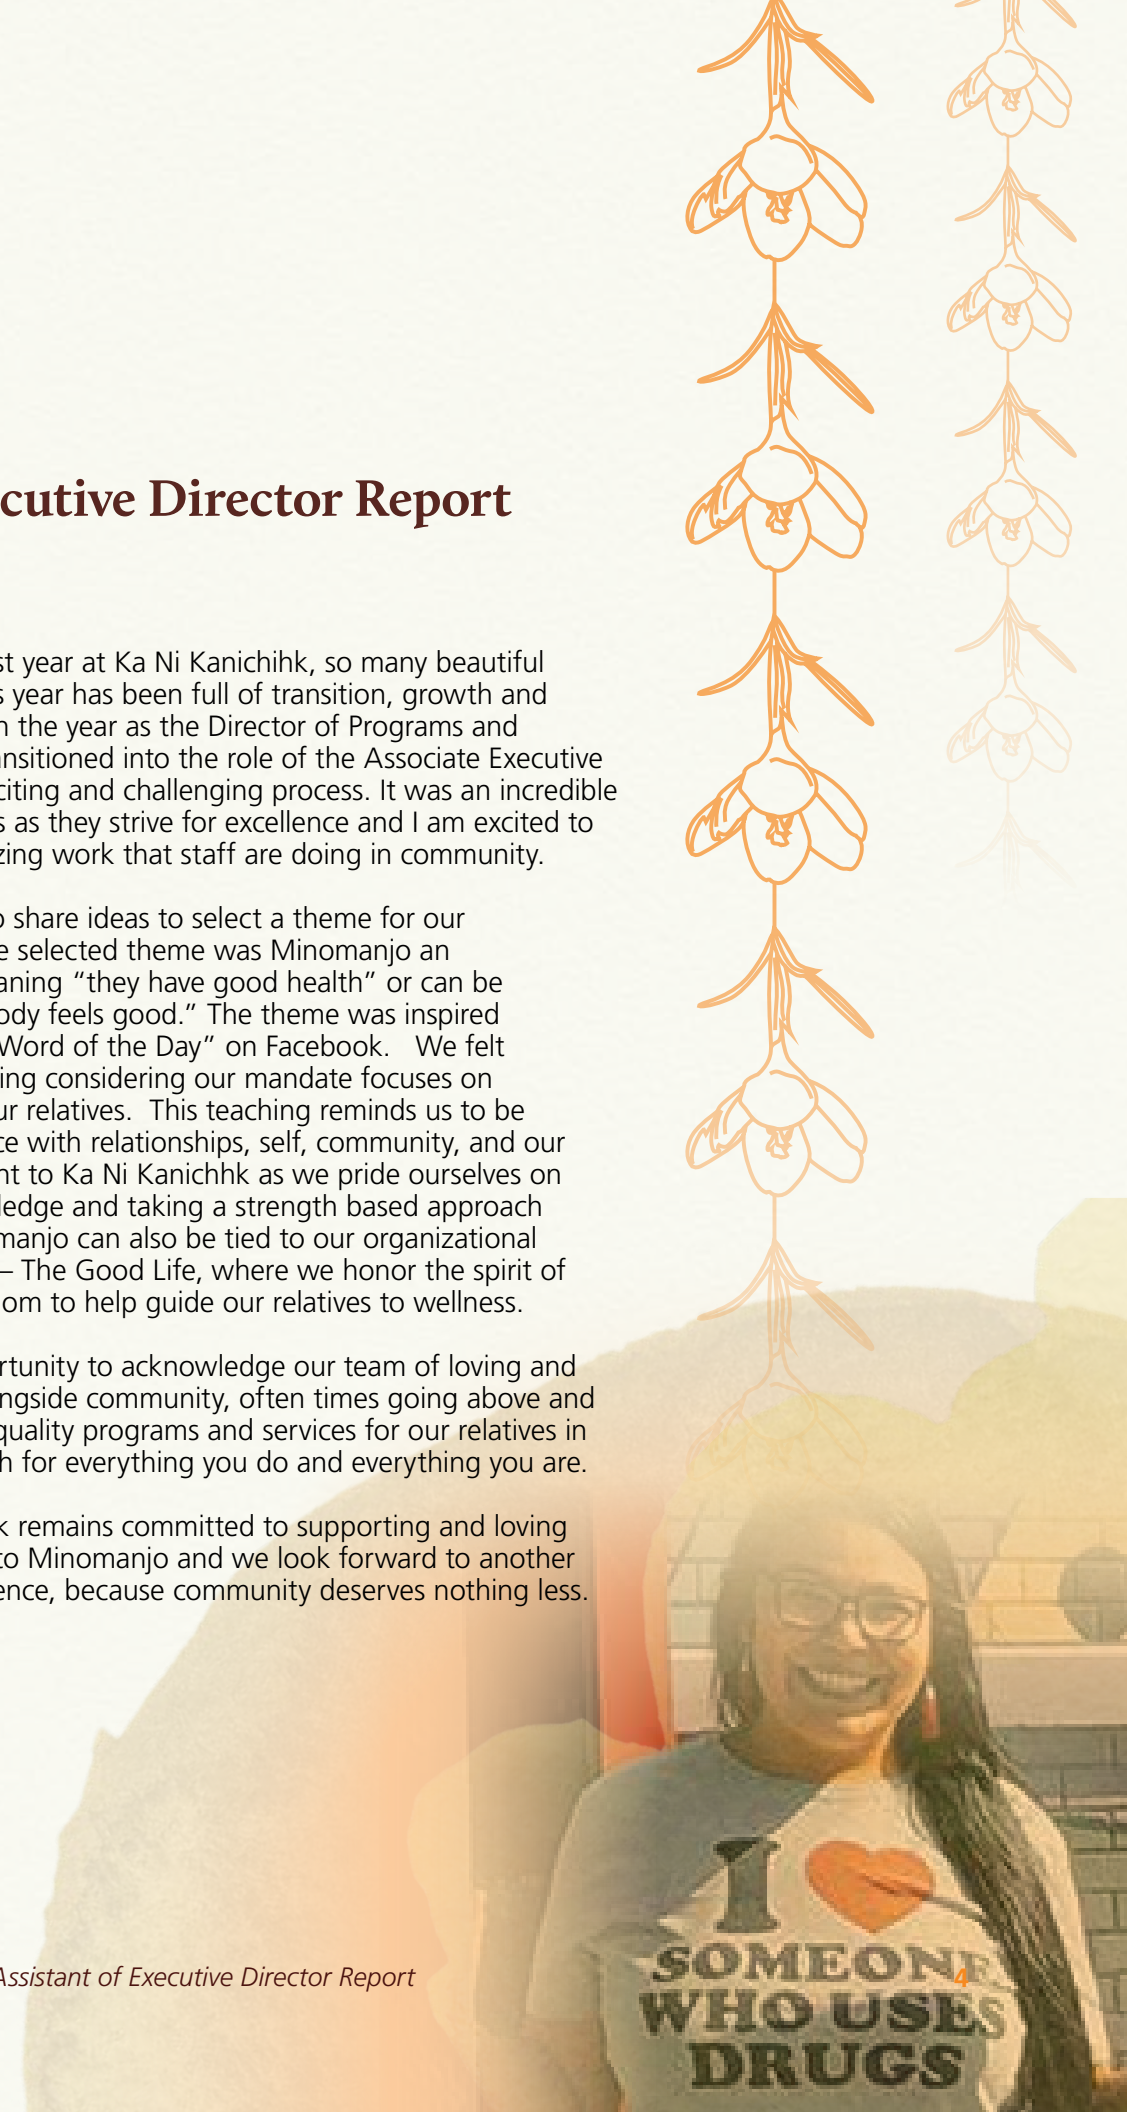 cutive Director Report
st year at Ka Ni Kanichihk, so many beautiful
s year has been full of transition, growth and
n the year as the Director of Programs and
ansitioned into the role of the Associate Executive
citing and challenging process. It was an incredible
s as they strive for excellence and I am excited to
zing work that staff are doing in community.
o share ideas to select a theme for our
e selected theme was Minomanjo an
aning “they have good health” or can be
ody feels good.” The theme was inspired
Word of the Day” on Facebook.   We felt
ing considering our mandate focuses on
ur relatives.  This teaching reminds us to be
ce with relationships, self, community, and our
nt to Ka Ni Kanichhk as we pride ourselves on
ledge and taking a strength based approach
manjo can also be tied to our organizational
– The Good Life, where we honor the spirit of
om to help guide our relatives to wellness.
rtunity to acknowledge our team of loving and
ngside community, often times going above and
quality programs and services for our relatives in
h for everything you do and everything you are.
k remains committed to supporting and loving
to Minomanjo and we look forward to another
ence, because community deserves nothing less.
I
SOMEONE
WHO USES
DRUGS
Assistant of Executive Director Report
4